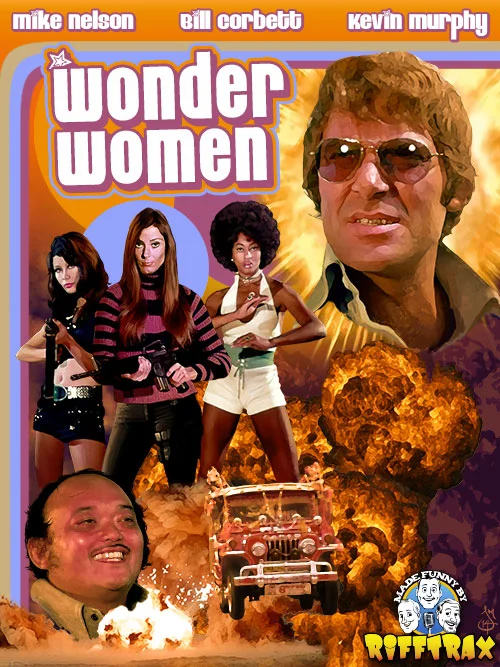 mike nelson Bill corbett Kevin murphy
wonder
women
MADE FUNNY BY
RIFFTRAX